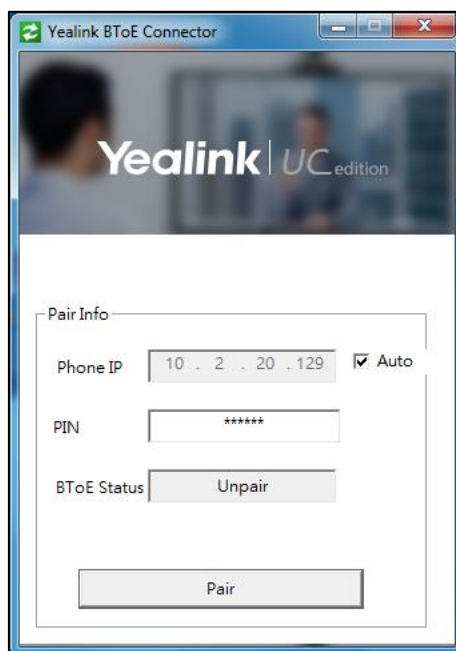 Yealink BToE Connector
Yealink | UC edition
Pair Info
Phone IP 10 . 2 . 20 . 129 Auto
PIN ******
BToE Status Unpair
Pair